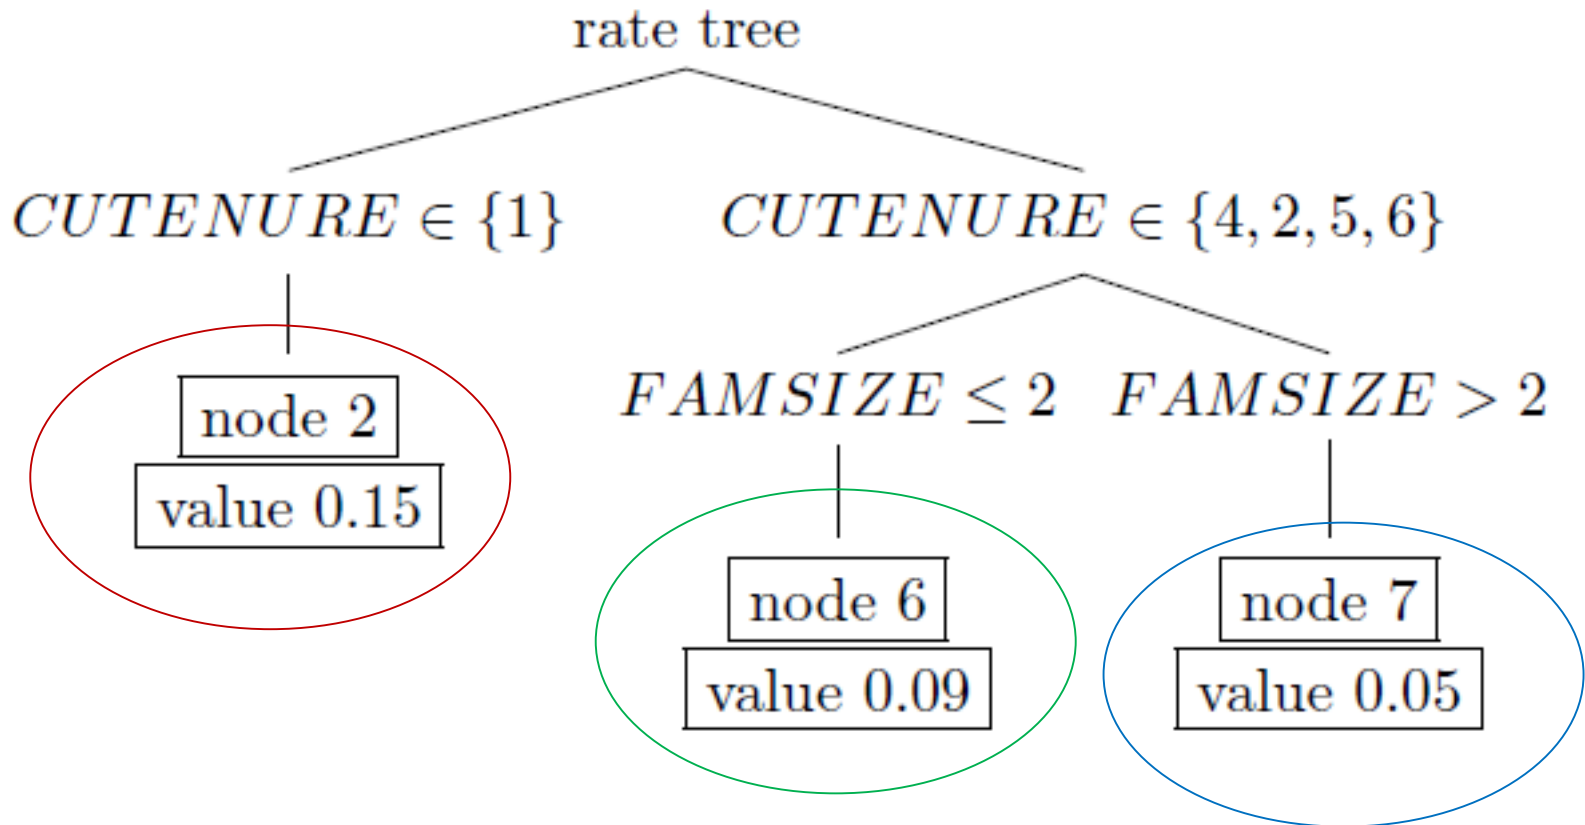 rate tree
CUTENURE ∈ {1}
CUTENURE ∈ {4, 2, 5, 6}
FAMSIZE ≤ 2
FAMSIZE > 2
node 2
value 0.15
node 6
value 0.09
node 7
value 0.05